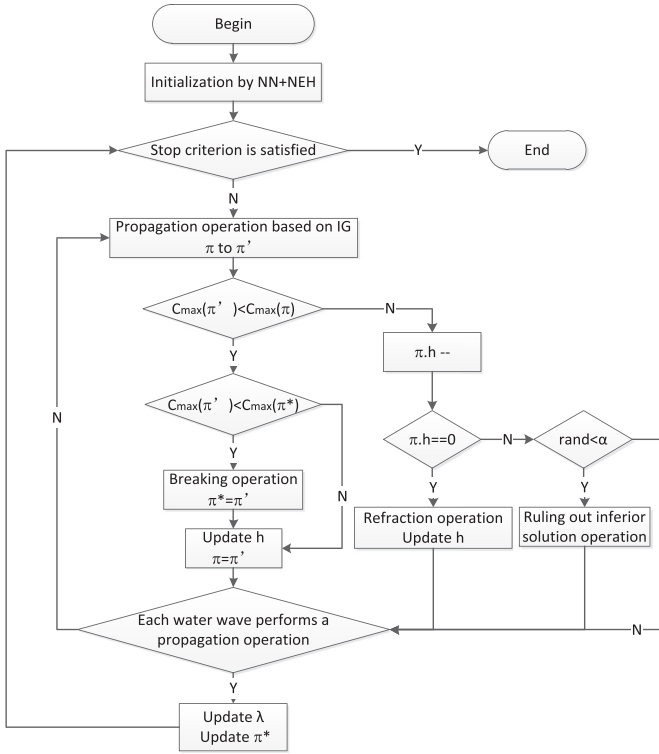 Begin
Initialization by NN+NEH
Stop criterion is satisfied
Y
End
N
Propagation operation based on IG
π to π’
Cmax(π’)<Cmax(π)
N
π.h --
Y
Cmax(π’)<Cmax(π*)
N
π.h==0
N
rand<α
Y
Y
Y
Breaking operation
π*=π’
N
Refraction operation
Update h
Ruling out inferior
solution operation
Update h
π=π’
Each water wave performs a
propagation operation
N
Y
Update λ
Update π*